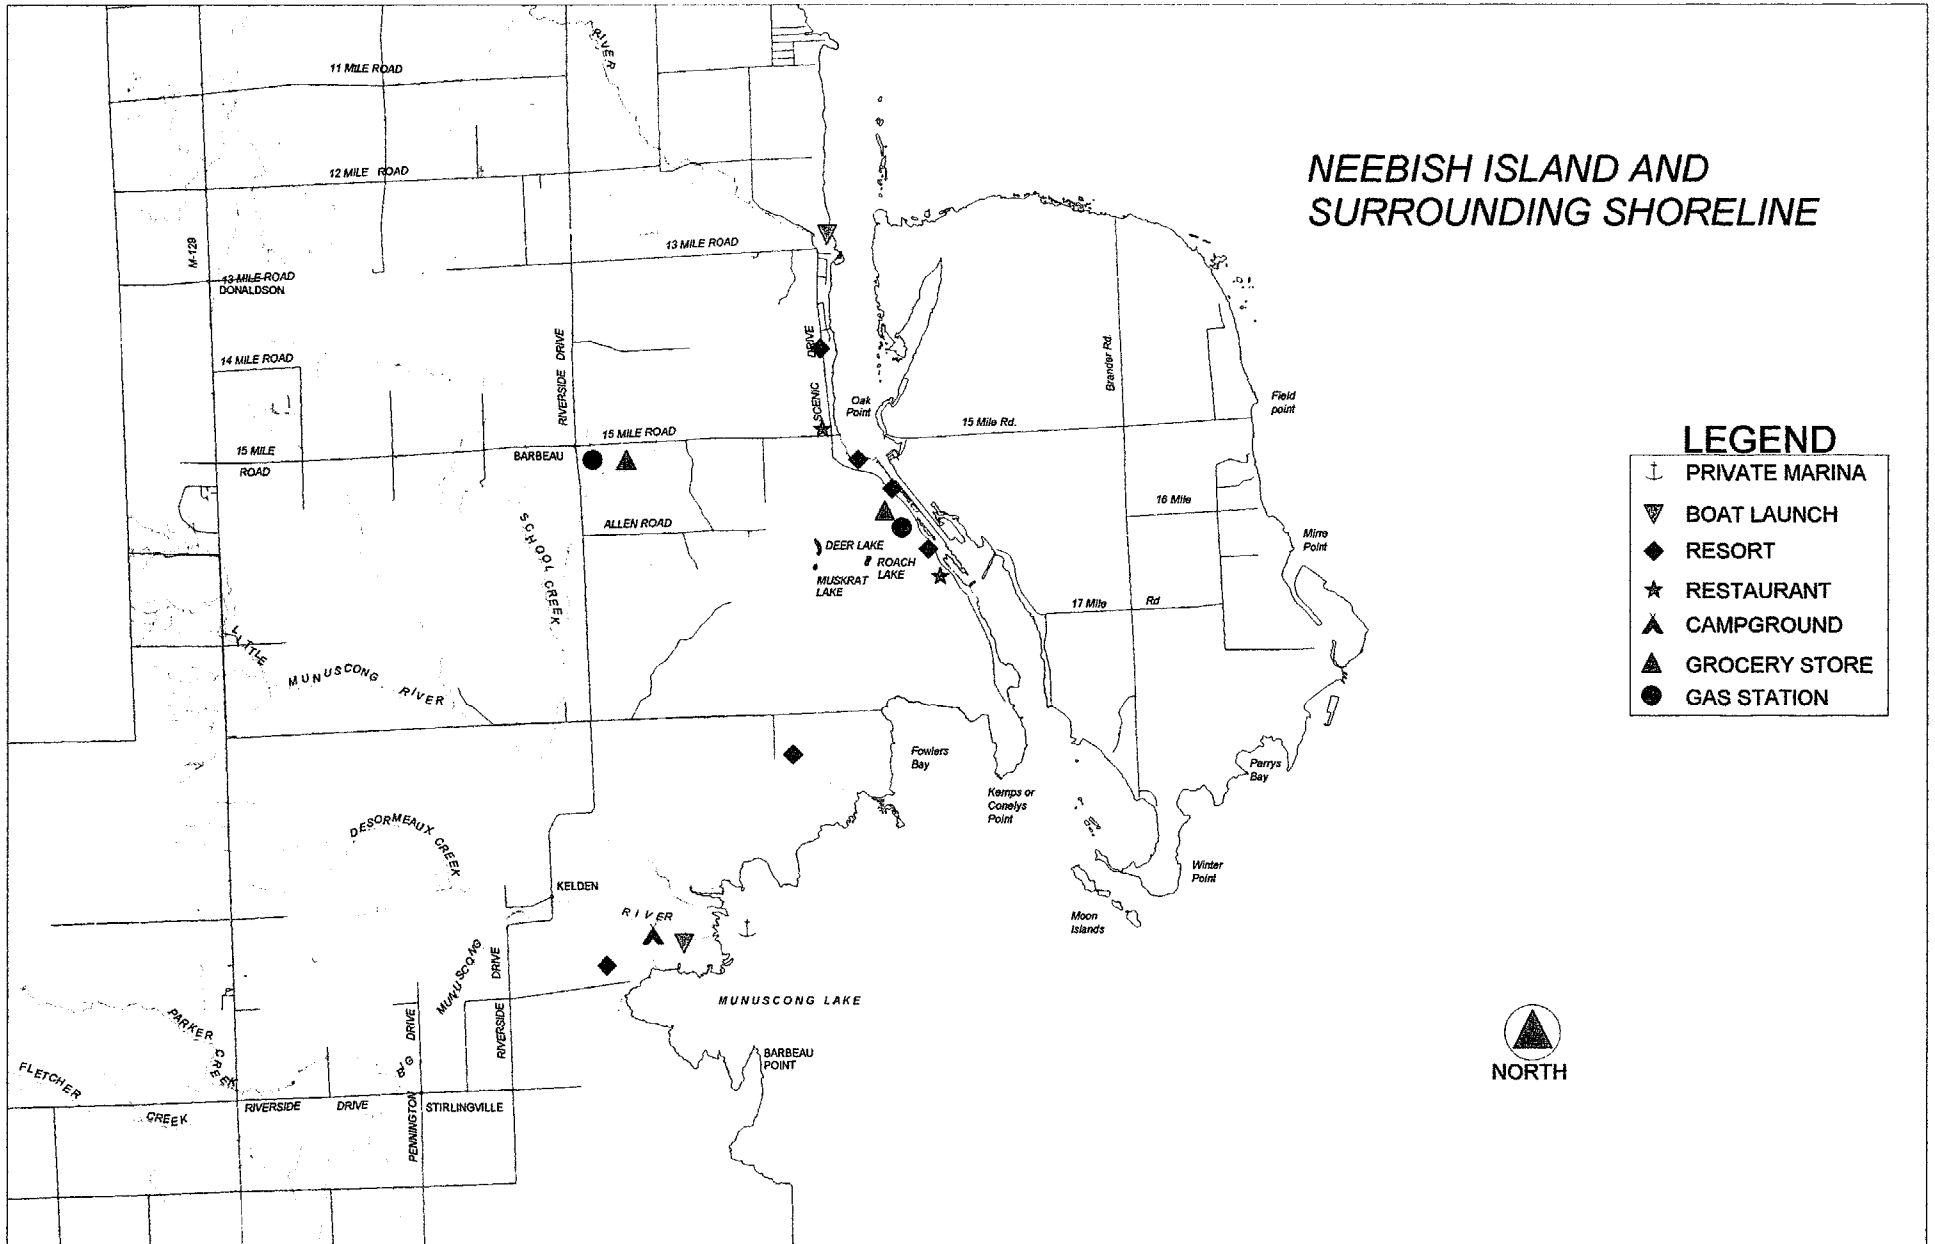 RIVER
11 MILE ROAD
12 MILE ROAD
NEEBISH ISLAND AND
SURROUNDING SHORELINE
M-129
13 MILE ROAD
13 MILE ROAD
DONALDSON
RIVERSIDE DRIVE
14 MILE ROAD
SCENIC DRIVE
Brander Rd.
Oak
Point
Field
point
15 MILE ROAD
15 Mile Rd.
15 MILE
ROAD
BARBEAU
LEGEND
PRIVATE MARINA
BOAT LAUNCH
RESORT
RESTAURANT
CAMPGROUND
GROCERY STORE
GAS STATION
16 Mile
ALLEN ROAD
SCHOOL CREEK
DEER LAKE
ROACH
LAKE
MUSKRAT
LAKE
Mirre
Point
17 Mile Rd
LITTLE
MUNUSCONG RIVER
Fowlers
Bay
Perrys
Bay
Kemps or
Conelys
Point
DESORMEAUX CREEK
Winter
Point
KELDEN
RIVER
Moon
Islands
MUNUSCONG
RIVERSIDE DRIVE
MUNUSCONG LAKE
PARKER CREEK
BARBEAU
POINT
NORTH
FLETCHER
CREEK
RIVERSIDE DRIVE
PENNINGTON
DRIVE
STIRLINGVILLE